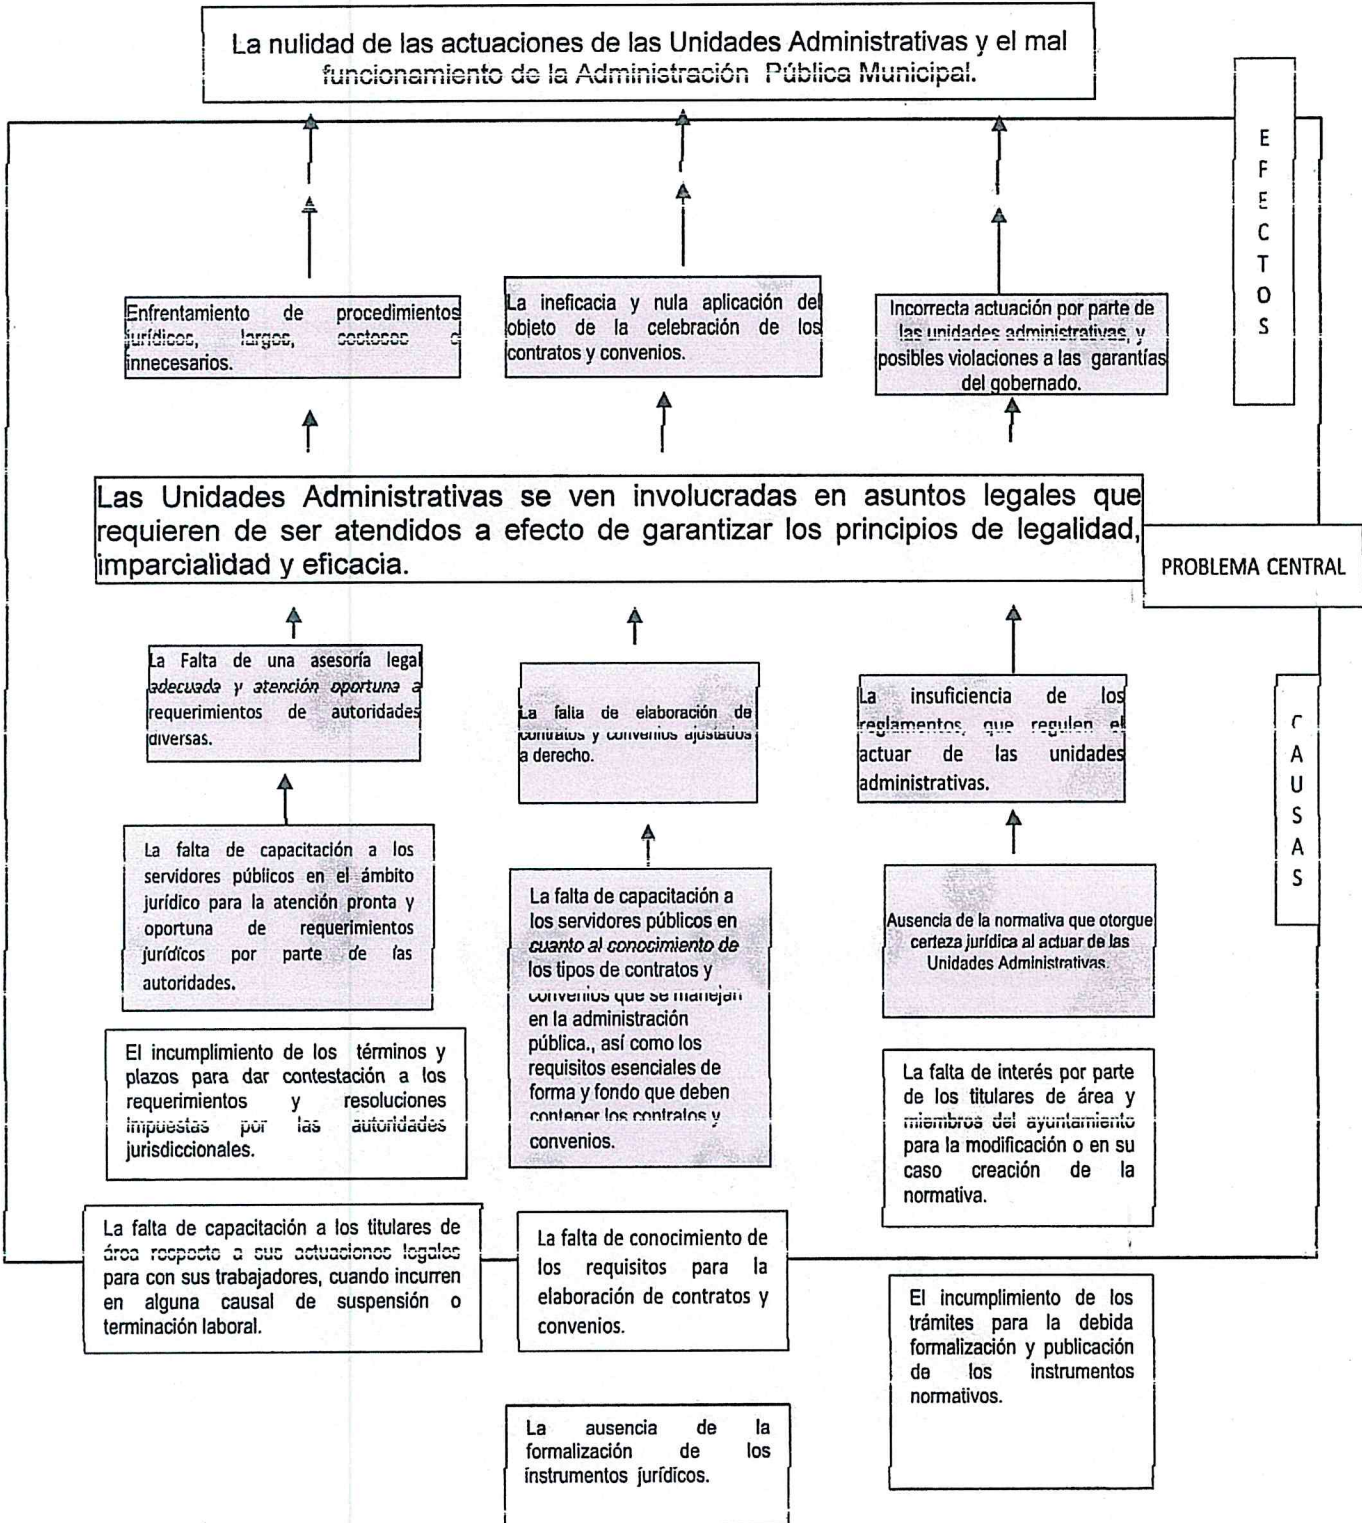 La nulidad de las actuaciones de las Unidades Administrativas y el mal
funcionamiento de la Administración Pública Municipal.
E
F
E
C
T
O
S
Enfrentamiento de procedimientos
jurídicos, largos, costosos e
innecesarios.
La ineficacia y nula aplicación del
objeto de la celebración de los
contratos y convenios.
Incorrecta actuación por parte de
las unidades administrativas, y
posibles violaciones a las garantías
del gobernado.
Las Unidades Administrativas se ven involucradas en asuntos legales que
requieren de ser atendidos a efecto de garantizar los principios de legalidad,
imparcialidad y eficacia.
PROBLEMA CENTRAL
La Falta de una asesoría legal
adecuada y atención oportuna a
requerimientos de autoridades
diversas.
La falta de elaboración de
contratos y convenios ajustados
a derecho.
La insuficiencia de los
reglamentos, que regulen el
actuar de las unidades
administrativas.
C
A
U
S
A
S
La falta de capacitación a los
servidores públicos en el ámbito
jurídico para la atención pronta y
oportuna de requerimientos
jurídicos por parte de las
autoridades.
La falta de capacitación a
los servidores públicos en
cuanto al conocimiento de
los tipos de contratos y
convenios que se manejan
en la administración
pública., así como los
requisitos esenciales de
forma y fondo que deben
contener los contratos y
convenios.
Ausencia de la normativa que otorgue
certeza jurídica al actuar de las
Unidades Administrativas.
El incumplimiento de los términos y
plazos para dar contestación a los
requerimientos y resoluciones
impuestas por las autoridades
jurisdiccionales.
La falta de interés por parte
de los titulares de área y
miembros del ayuntamiento
para la modificación o en su
caso creación de la
normativa.
La falta de capacitación a los titulares de
área respecto a sus actuaciones legales
para con sus trabajadores, cuando incurren
en alguna causal de suspensión o
terminación laboral.
La falta de conocimiento de
los requisitos para la
elaboración de contratos y
convenios.
El incumplimiento de los
trámites para la debida
formalización y publicación
de los instrumentos
normativos.
La ausencia de la
formalización de los
instrumentos jurídicos.